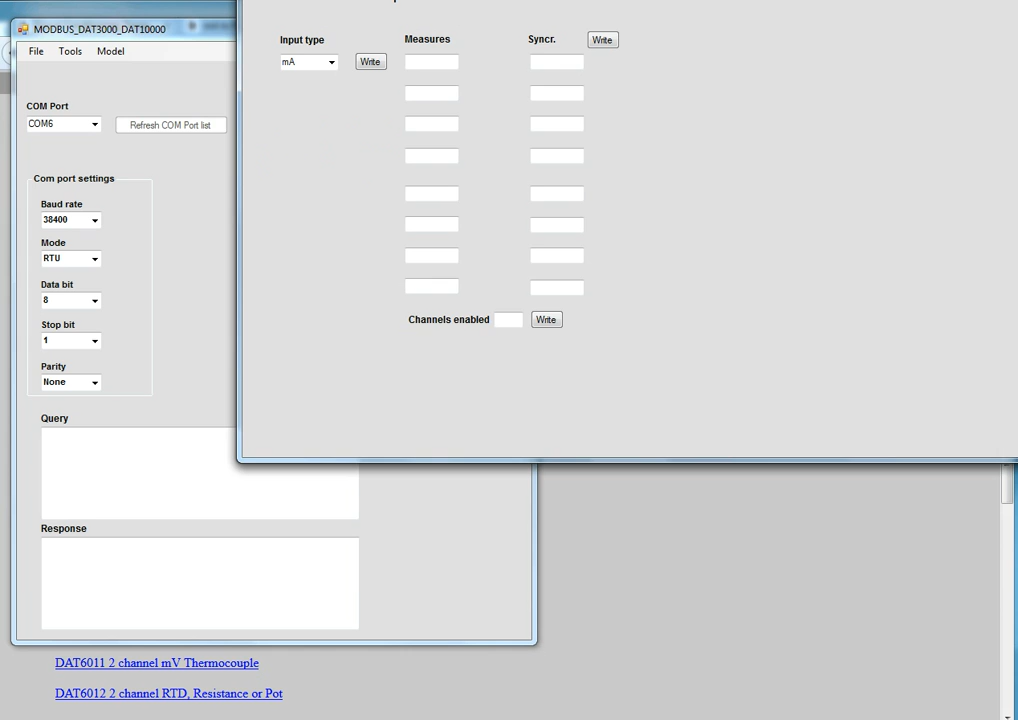 MODBUS_DAT3000_DAT10000
File Tools Model
COM Port
COM6
Refresh COM Port list
Com port settings
Baud rate
38400
Mode
RTU
Data bit
8
Stop bit
1
Parity
None
Query
Response
Input type
mA
Write
Measures
Syncr.
Write
Channels enabled
Write
DAT6011 2 channel mV Thermocouple
DAT6012 2 channel RTD, Resistance or Pot